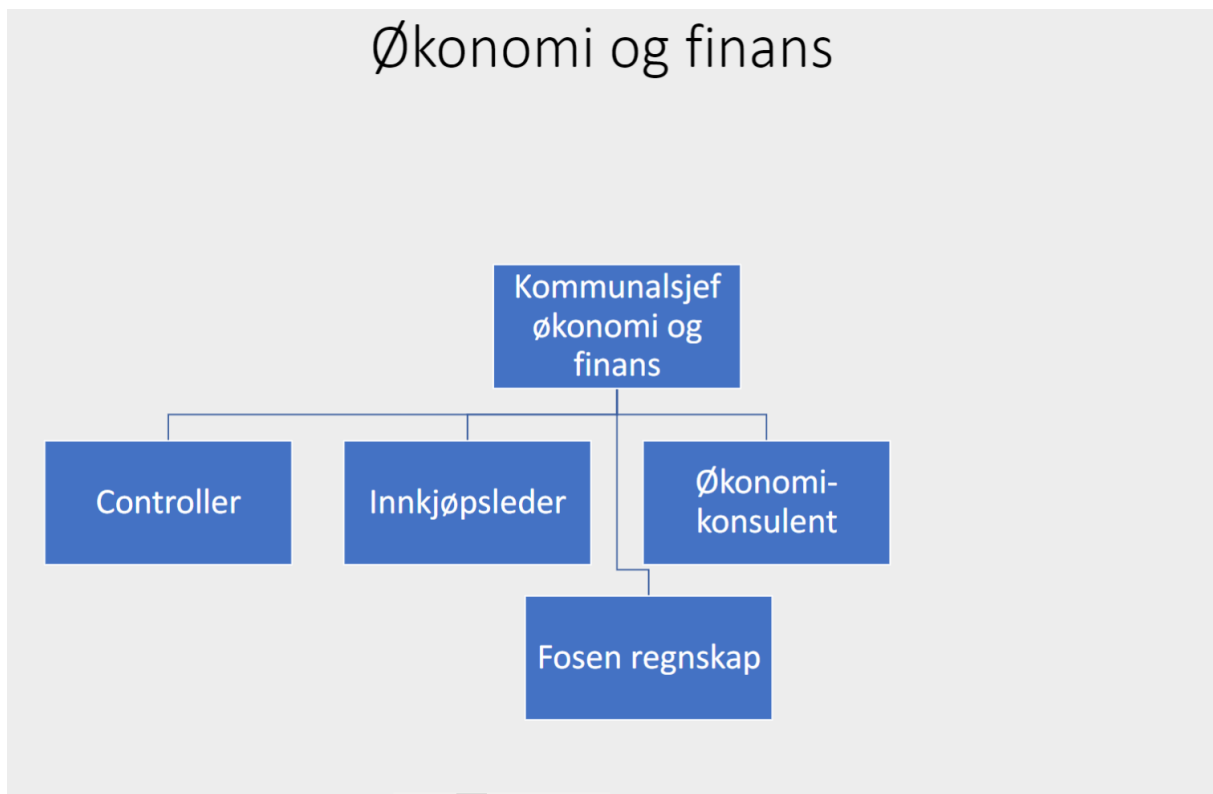 Økonomi og finans
Kommunalsjef
økonomi og
finans
Controller
Innkjøpsleder
Økonomi-
konsulent
Fosen regnskap